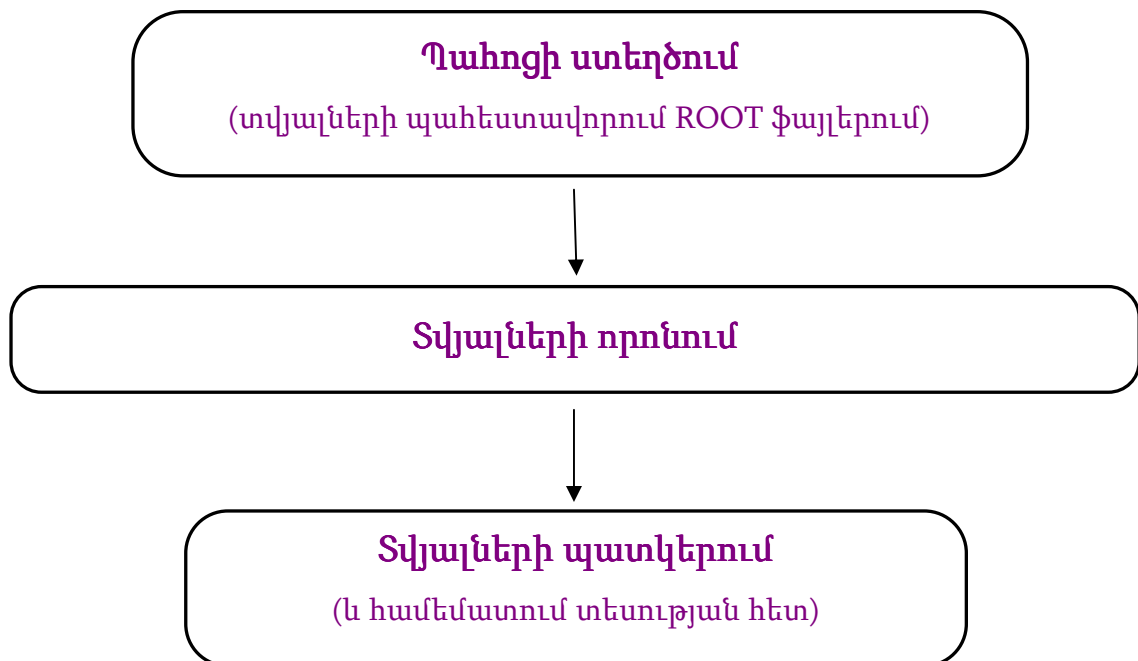 Պահոցի ստեղծում
(տվյալների պահեստավորում ROOT ֆայլերում)
Տվյալների որոնում
Տվյալների պատկերում
(և համեմատում տեսության հետ)